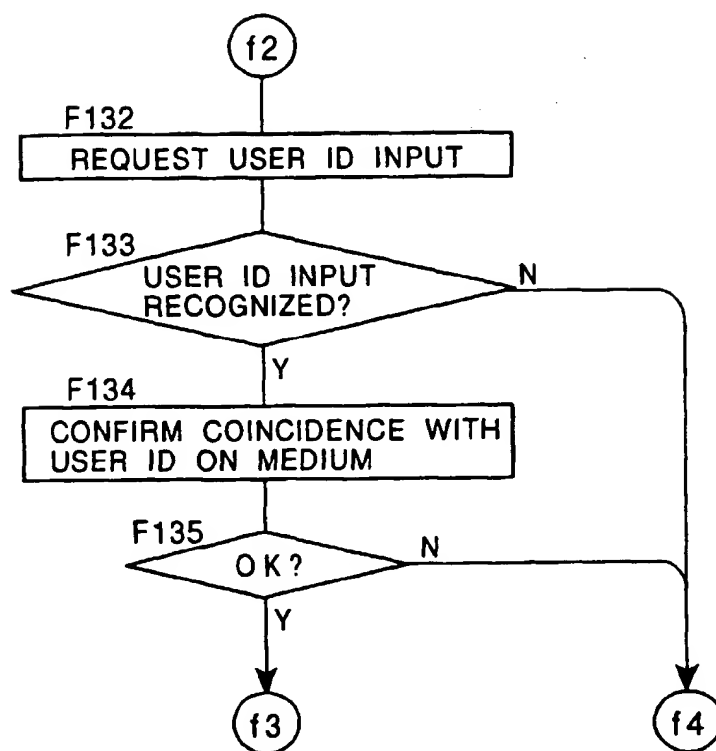 f2
F132
REQUEST USER ID INPUT
F133
USER ID INPUT
RECOGNIZED?
N
Y
F134
CONFIRM COINCIDENCE WITH
USER ID ON MEDIUM
F135
OK?
N
Y
f3
f4